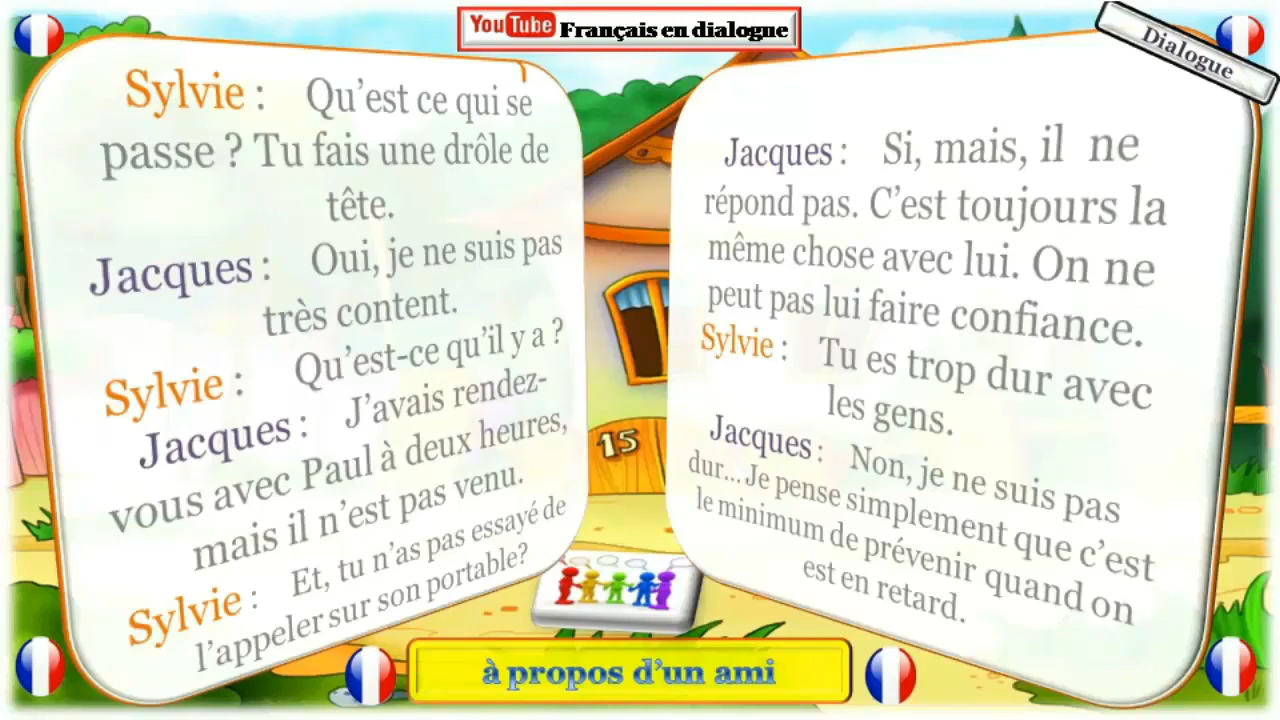 YouTube Français en dialogue
Dialogue
Sylvie : Qu'est ce qui se
passe ? Tu fais une drôle de
tête.
Jacques : Oui, je ne suis pas
très content.
Sylvie : Qu'est-ce qu'il y a ?
Jacques : J'avais rendez-
vous avec Paul à deux heures,
mais il n'est pas venu.
Sylvie : Et, tu n'as pas essayé de
l'appeler sur son portable?
Jacques : Si, mais, il ne
répond pas. C'est toujours la
même chose avec lui. On ne
peut pas lui faire confiance.
Sylvie : Tu es trop dur avec
les gens.
Jacques : Non, je ne suis pas
dur... Je pense simplement que c'est
le minimum de prévenir quand on
est en retard.
15
à propos d'un ami